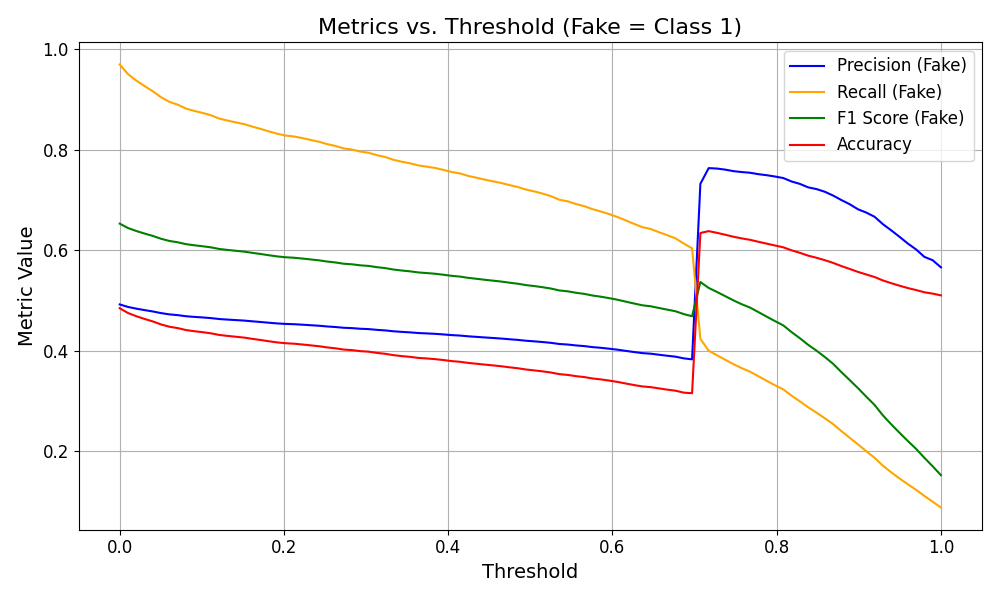 Metrics vs. Threshold (Fake = Class 1)
Precision (Fake)
Recall (Fake)
F1 Score (Fake)
Accuracy
Metric Value
1.0
0.8
0.6
0.4
0.2
0.0 0.2 0.4 0.6 0.8 1.0
Threshold